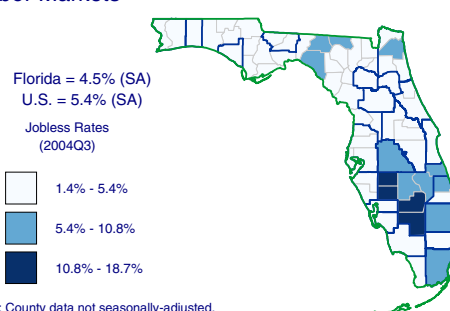 Markets
Florida = 4.5% (SA)
U.S. = 5.4% (SA)
Jobless Rates
(2004Q3)
1.4% - 5.4%
5.4% - 10.8%
10.8% - 18.7%
: County data not seasonally-adjusted.